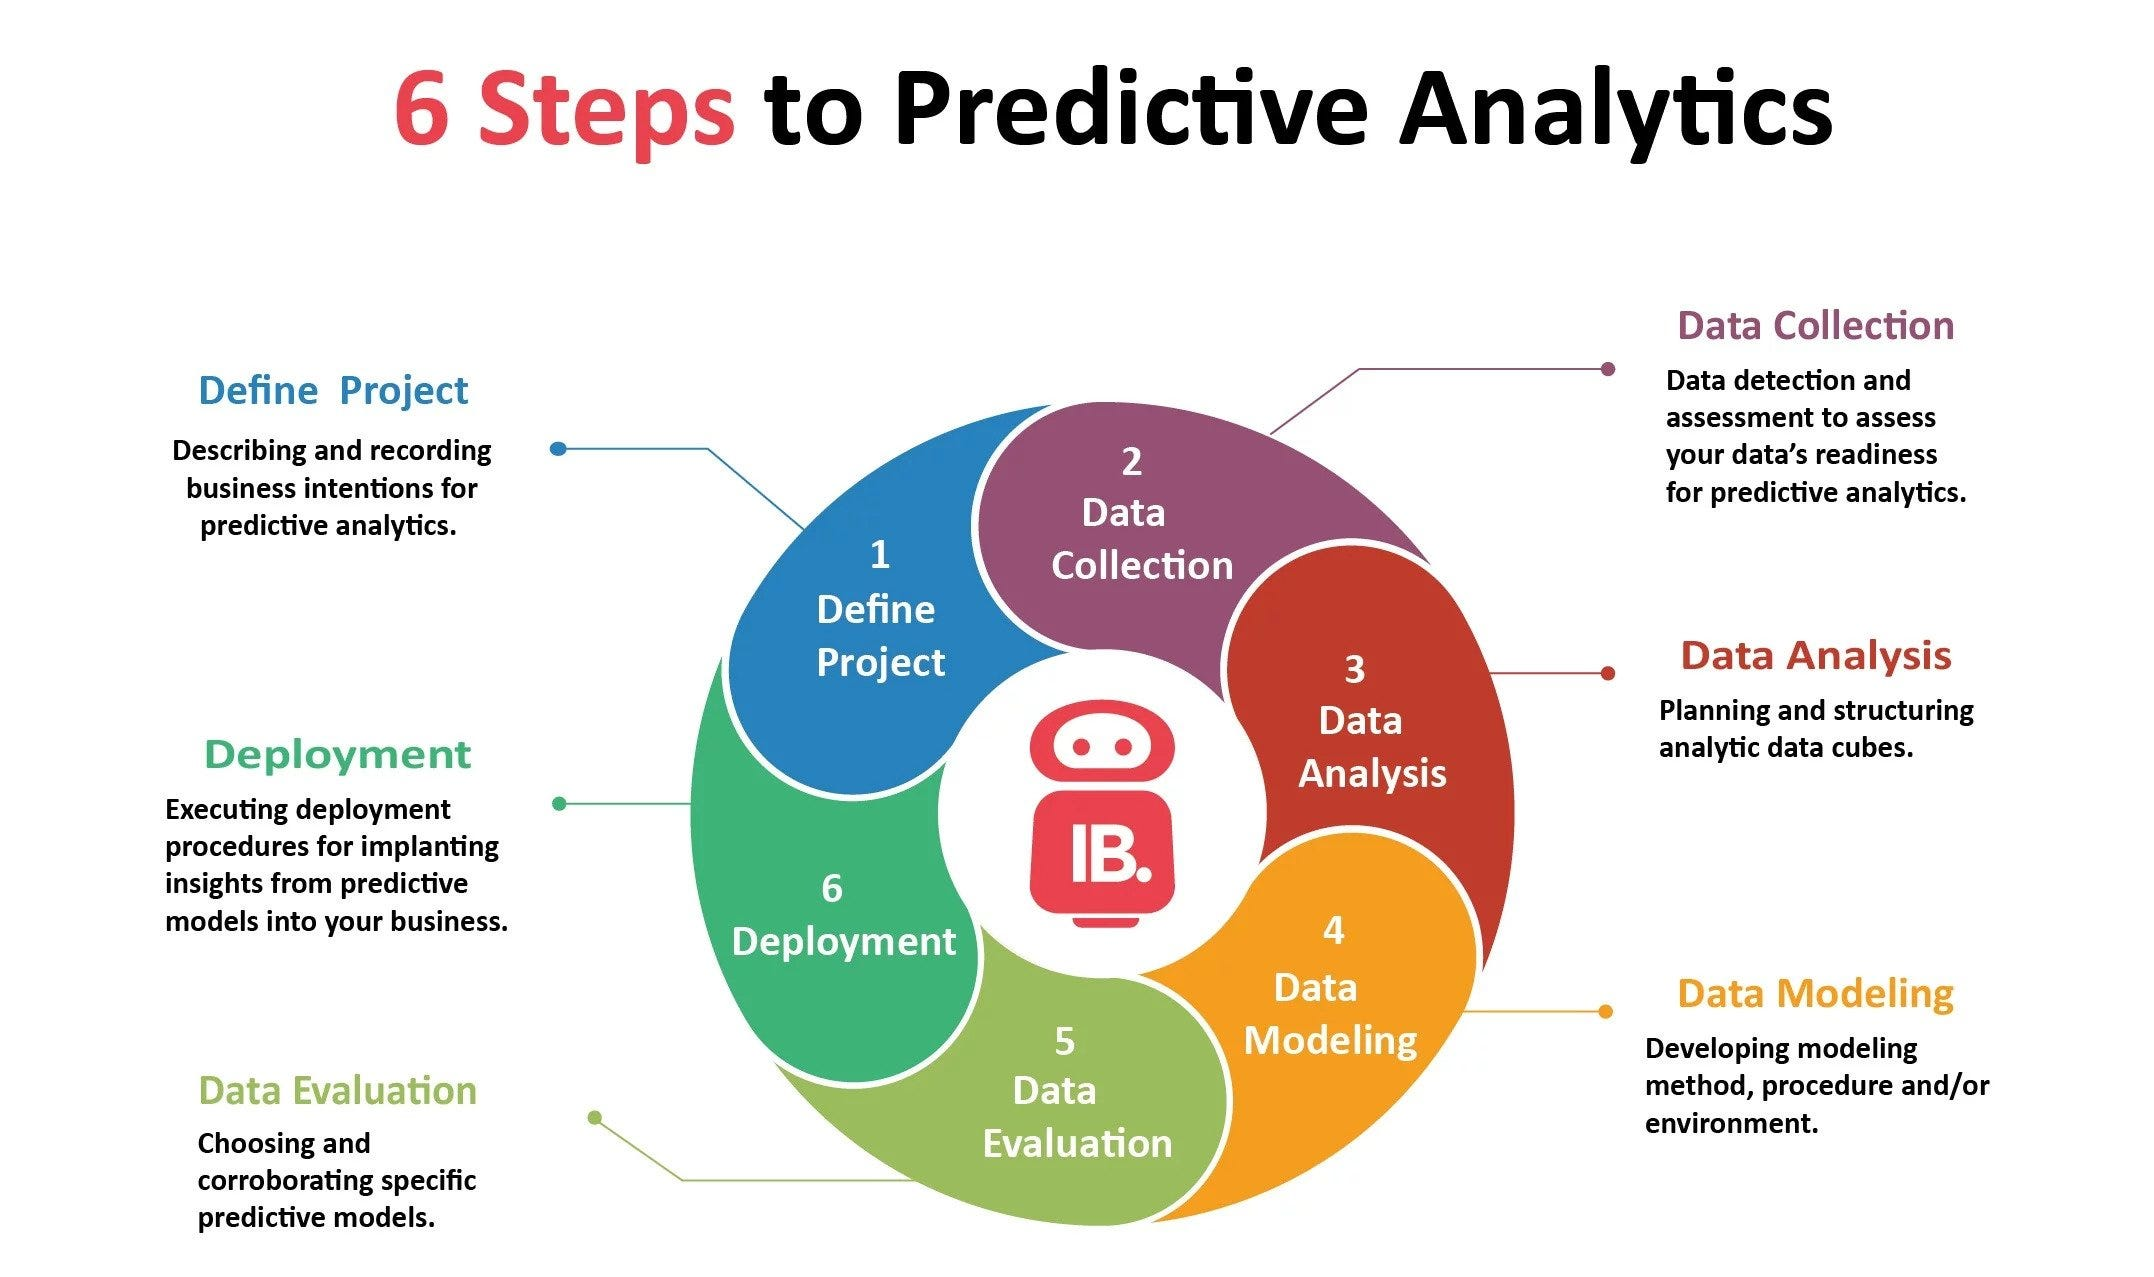 6 Steps to Predictive Analytics
Define Project
Describing and recording
business intentions for
predictive analytics.
Deployment
Executing deployment
procedures for implanting
insights from predictive
models into your business.
Data Evaluation
Choosing and
corroborating specific
predictive models.
1
Define
Project
2
Data
Collection
3
Data
Analysis
4
Data
Modeling
5
Data
Evaluation
6
Deployment
IB.
Data Collection
Data detection and
assessment to assess
your data’s readiness
for predictive analytics.
Data Analysis
Planning and structuring
analytic data cubes.
Data Modeling
Developing modeling
method, procedure and/or
environment.